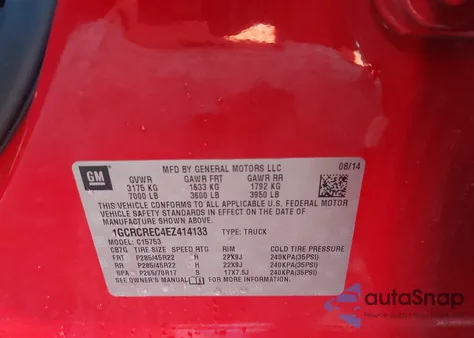 GM
MFD BY GENERAL MOTORS LLC
08/14
GVWR GAWR FRT GAWR RR
3175 KG 1633 KG 1792 KG
7000 LB 3600 LB 3950 LB
THIS VEHICLE CONFORMS TO ALL APPLICABLE U.S. FEDERAL MOTOR
VEHICLE SAFETY STANDARDS IN EFFECT ON THE DATE OF
MANUFACTURE SHOWN ABOVE.
1GCRCREC4EZ414133 TYPE: TRUCK
C15753
CB7G TIRE SIZE SPEED RTG RIM COLD TIRE PRESSURE
FRT P285/45R22 H 22X9J 240KPA(35PSI)
RR P285/45R22 H 22X9J 240KPA(35PSI)
SPA P265/70R17 S 17X7.5J 240KPA(35PSI)
SEE OWNER'S MANUAL FOR MORE INFORMATION.
autoSnap